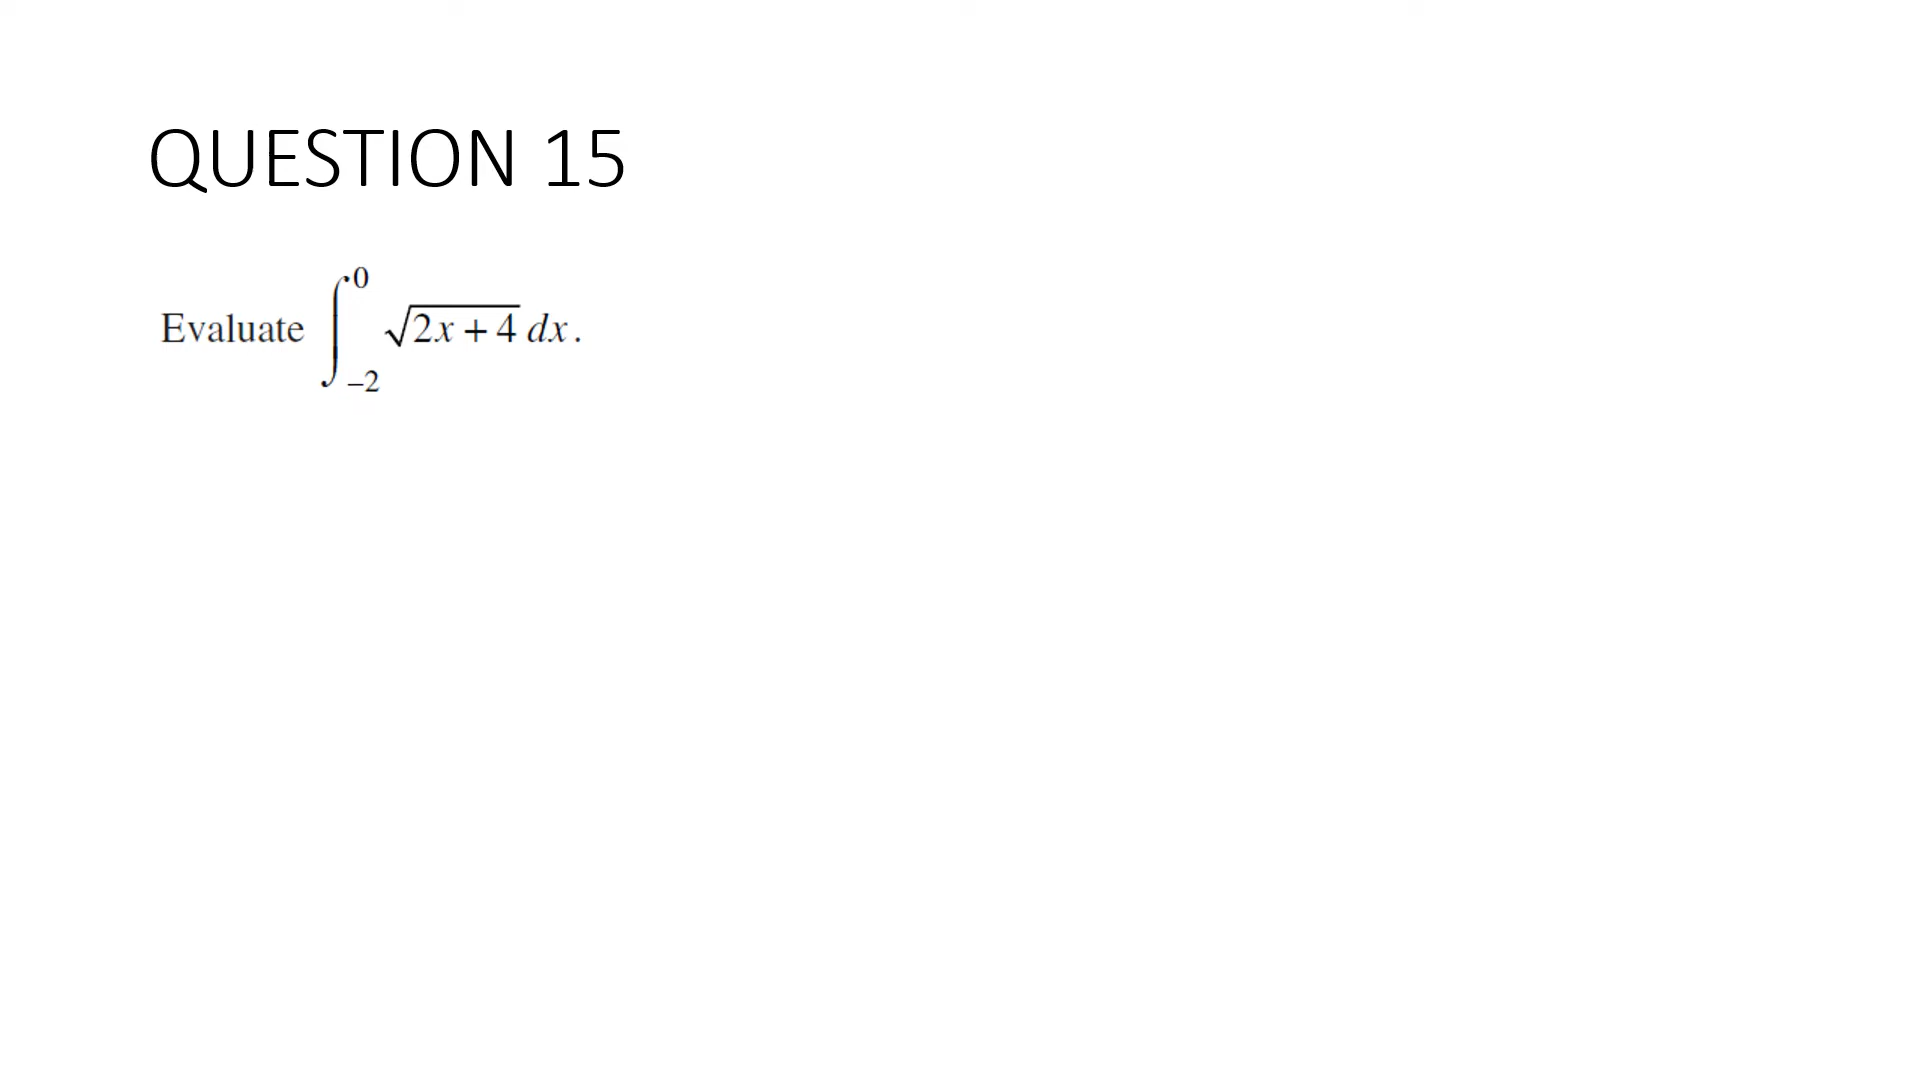 QUESTION 15
Evaluate ∫_{–2}^{0} √(2x + 4) dx.